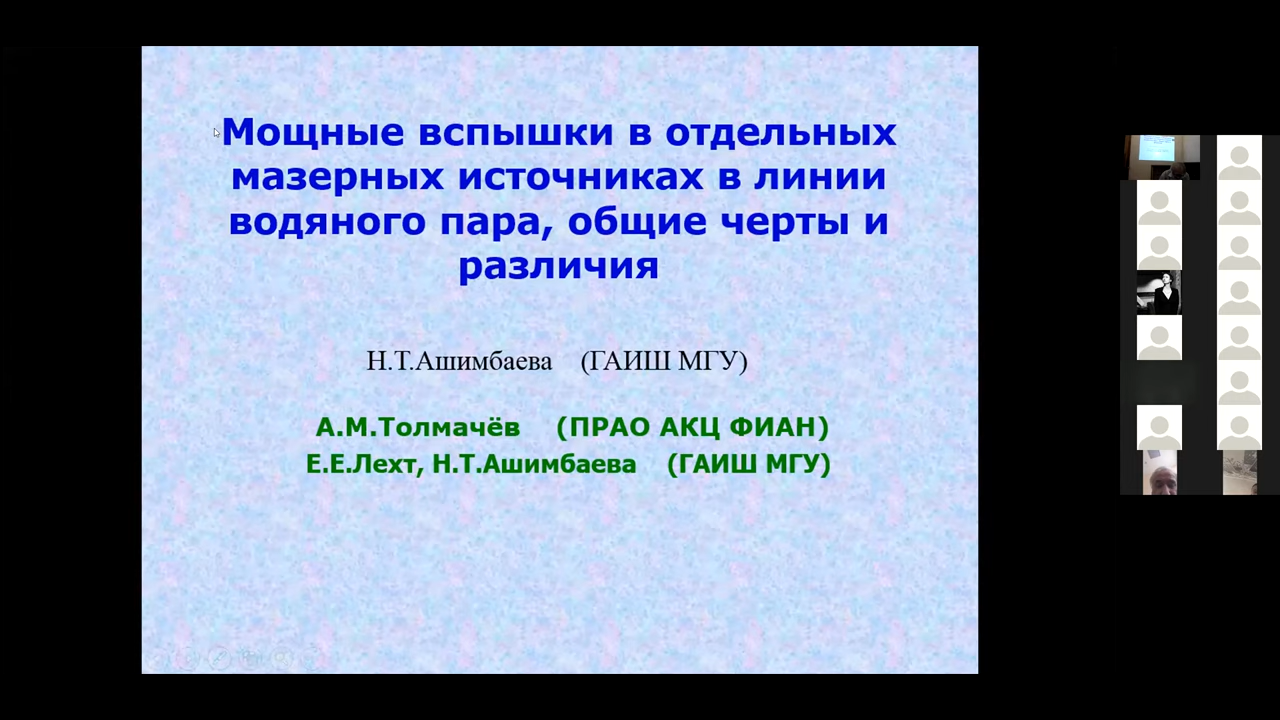 Мощные вспышки в отдельных
мазерных источниках в линии
водяного пара, общие черты и
различия
Н.Т.Ашимбаева (ГАИШ МГУ)
А.М.Толмачёв (ПРАО АКЦ ФИАН)
Е.Е.Лехт, Н.Т.Ашимбаева (ГАИШ МГУ)